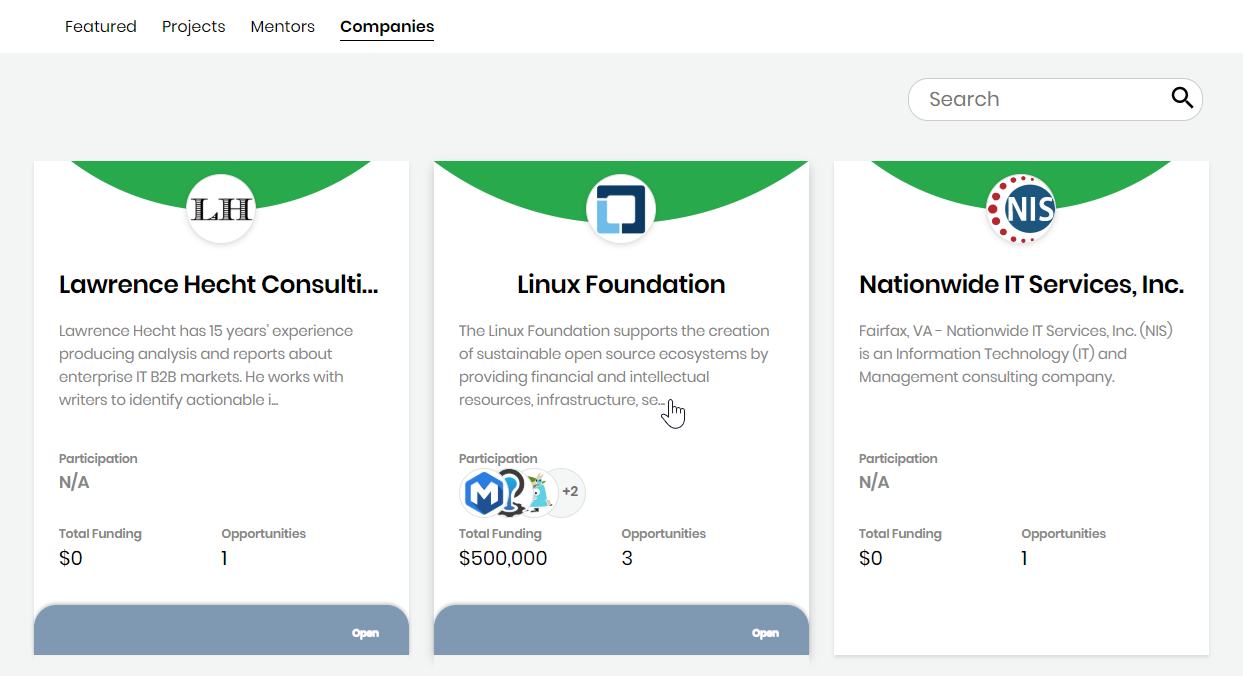 Featured Projects Mentors Companies
Search
LH
NIS
Lawrence Hecht Consulti...
Lawrence Hecht has 15 years' experience
producing analysis and reports about
enterprise IT B2B markets. He works with
writers to identify actionable i...
Participation
N/A
Total Funding Opportunities
$0 1
Open
Linux Foundation
The Linux Foundation supports the creation
of sustainable open source ecosystems by
providing financial and intellectual
resources, infrastructure, se...
Participation
M +2
Total Funding Opportunities
$500,000 3
Open
Nationwide IT Services, Inc.
Fairfax, VA - Nationwide IT Services, Inc. (NIS)
is an Information Technology (IT) and
Management consulting company.
Participation
N/A
Total Funding Opportunities
$0 1